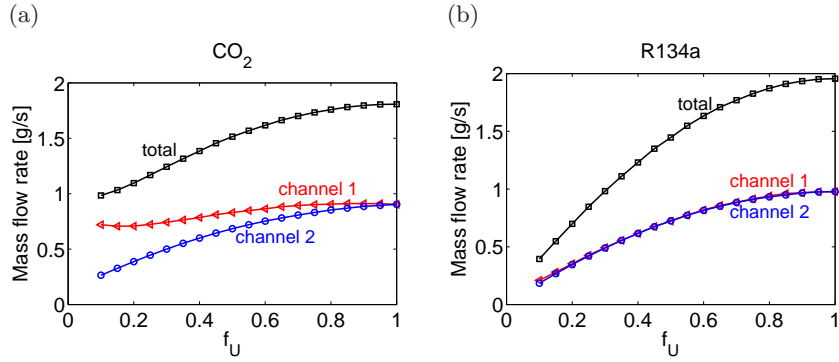 (a)
CO2
Mass flow rate [g/s]
2
1.5
1
0.5
0
total
channel 1
channel 2
0
0.2
0.4
0.6
0.8
1
fU
(b)
R134a
Mass flow rate [g/s]
2
1.5
1
0.5
0
total
channel 1
channel 2
0
0.2
0.4
0.6
0.8
1
fU